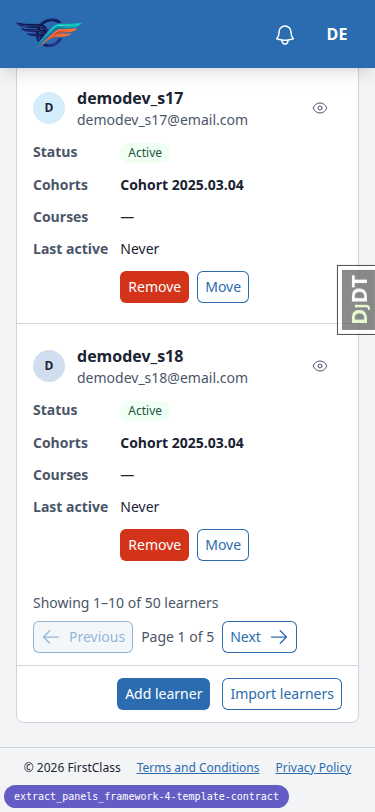 DE
D
demodev_s17
demodev_s17@email.com
Status Active
Cohorts Cohort 2025.03.04
Courses —
Last active Never
Remove Move
DjDT
D
demodev_s18
demodev_s18@email.com
Status Active
Cohorts Cohort 2025.03.04
Courses —
Last active Never
Remove Move
Showing 1–10 of 50 learners
Previous Page 1 of 5 Next
Add learner Import learners
© 2026 FirstClass Terms and Conditions Privacy Policy
extract_panels_framework-4-template-contract